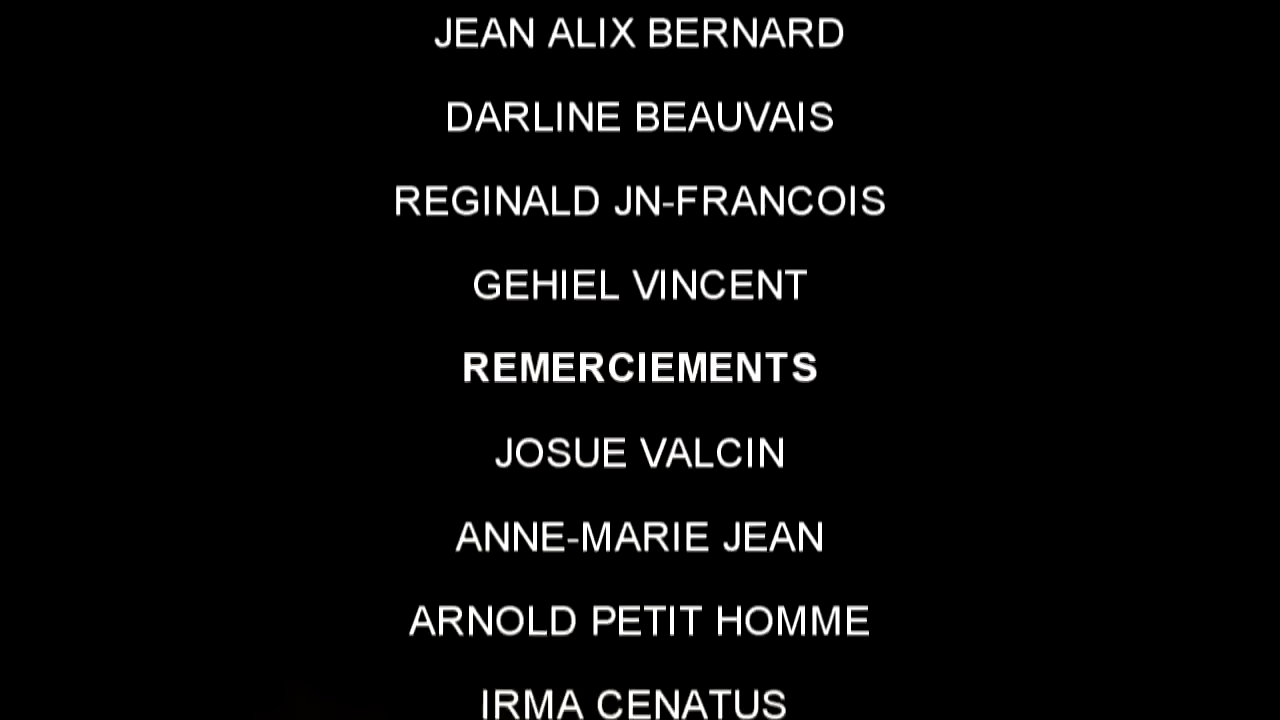 JEAN ALIX BERNARD
DARLINE BEAUVAIS
REGINALD JN-FRANCOIS
GEHIEL VINCENT
REMERCIEMENTS
JOSUE VALCIN
ANNE-MARIE JEAN
ARNOLD PETIT HOMME
IRMA CENATUS